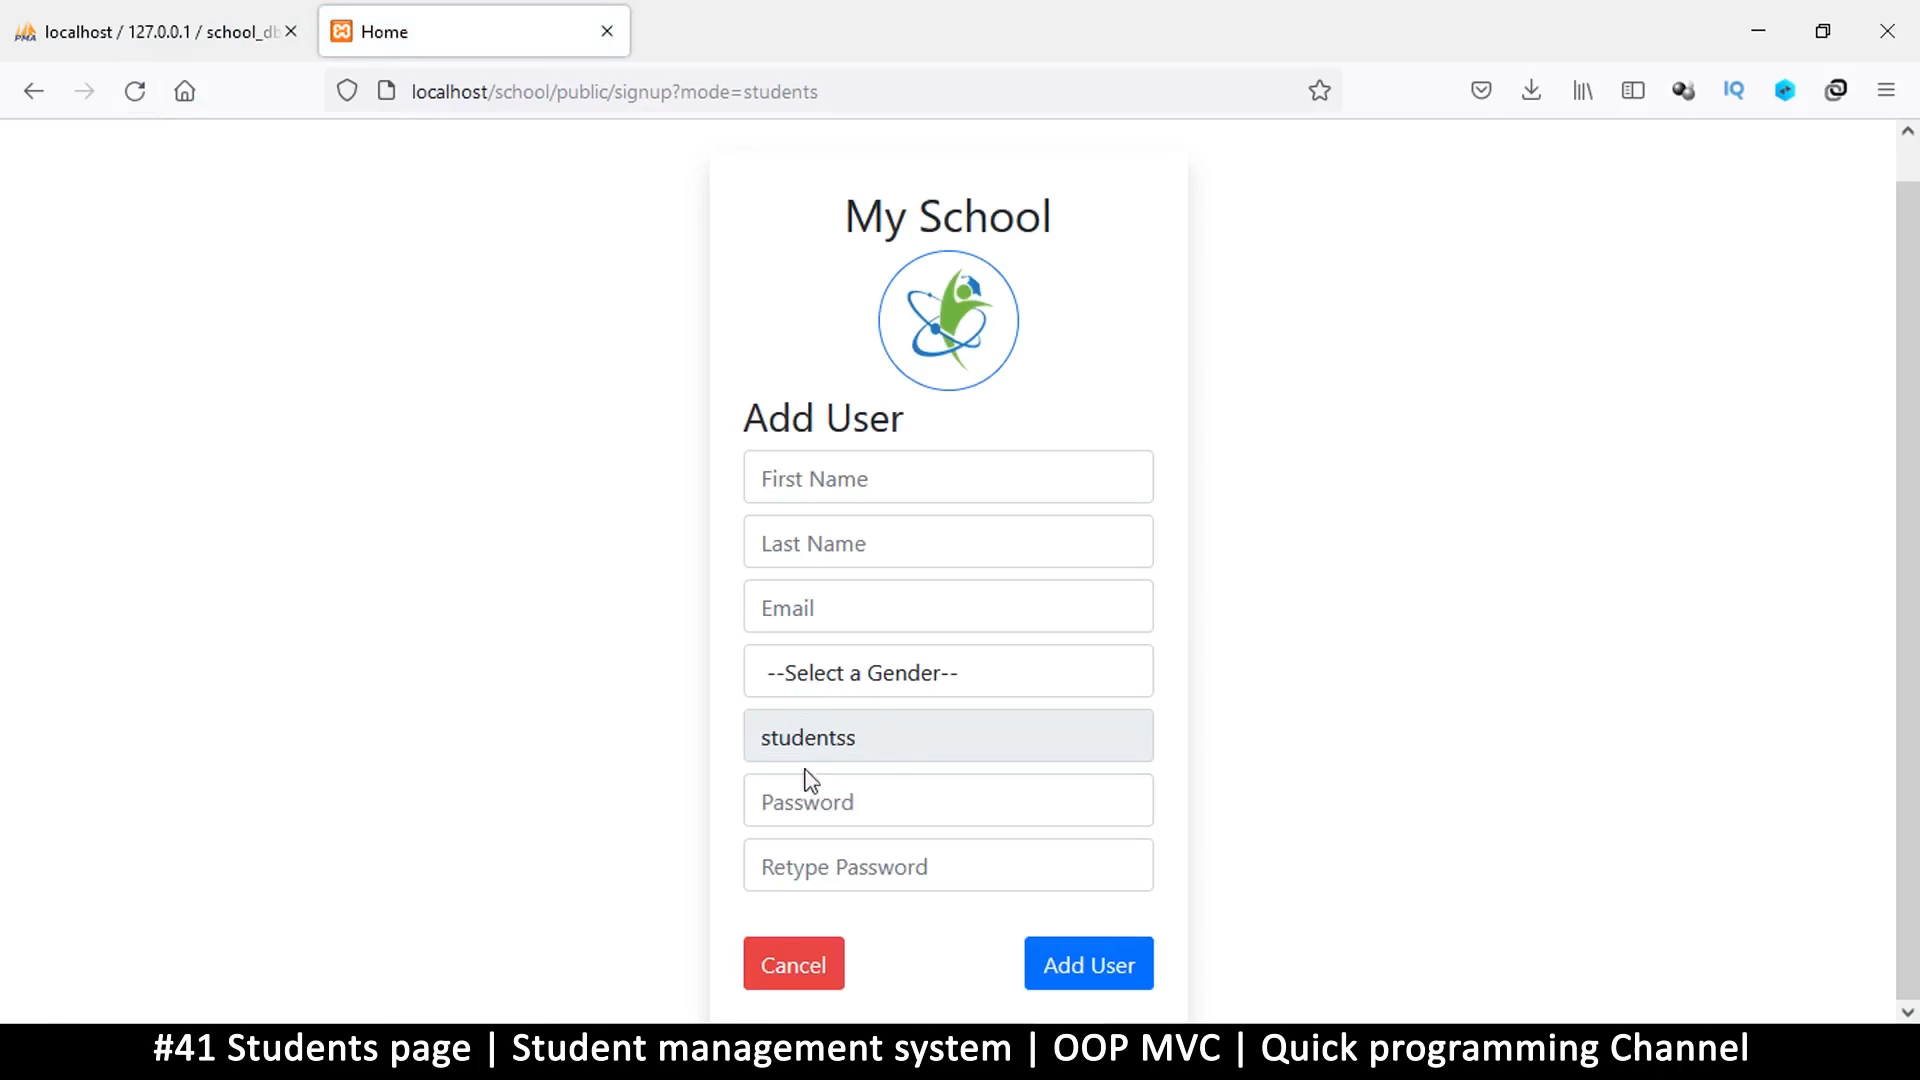 localhost / 127.0.0.1 / school_db
Home
localhost/school/public/signup?mode=students
IQ
My School
Add User
First Name
Last Name
Email
--Select a Gender--
studentss
Password
Retype Password
Cancel
Add User
#41 Students page | Student management system | OOP MVC | Quick programming Channel